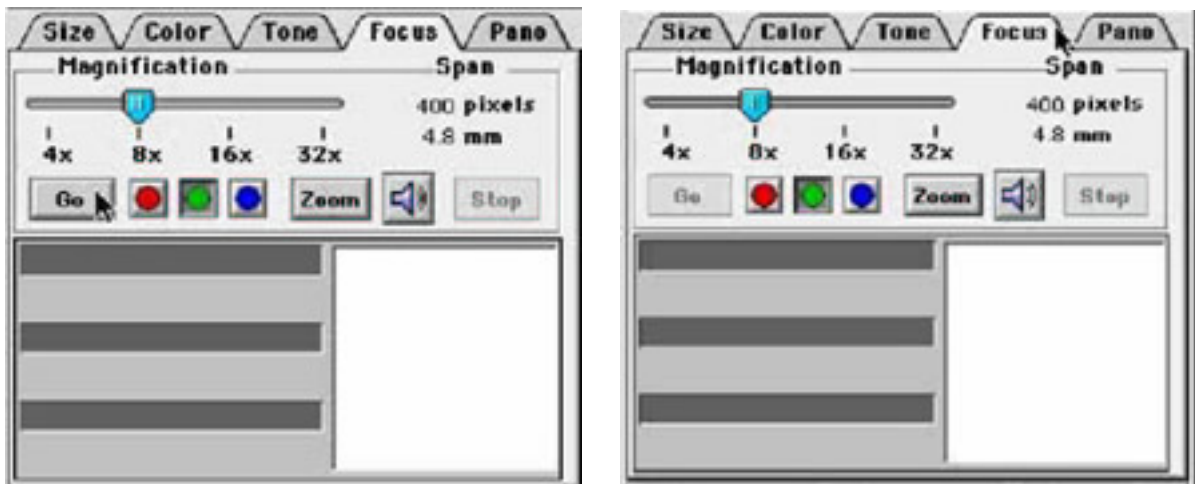 Size Color Tone Focus Pano
Magnification Span
400 pixels
4.8 mm
4x 8x 16x 32x
Go Zoom Stop
Size Color Tone Focus Pano
Magnification Span
400 pixels
4.8 mm
4x 8x 16x 32x
Go Zoom Stop